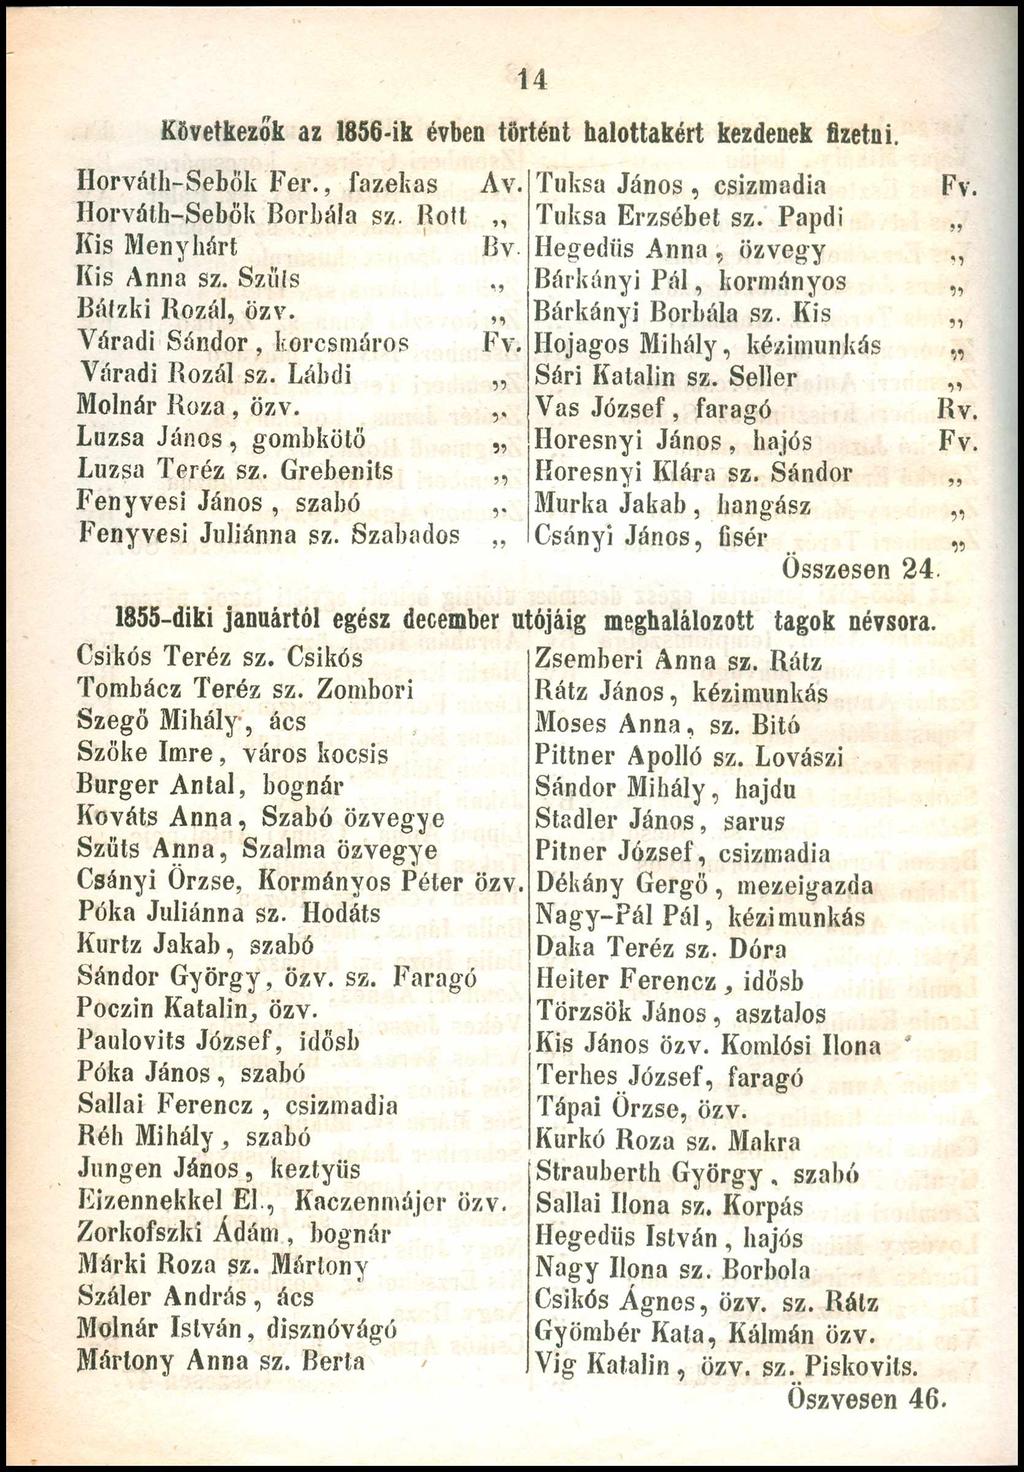 14
Következők az 1856-ik évben történt halottakért kezdenek fizetni.
Horváth-Sebők Fer., fazekas Av.
Horváth-Sebők Borbála sz. Rott „
Kis Menyhárt Rv.
Kis Anna sz. Szűts „
Bátzki Rozál, özv. „
Váradi Sándor, korcsmáros Fv.
Váradi Rozál sz. Lábdi „
Molnár Roza, özv. „
Luzsa János, gombkötő „
Luzsa Teréz sz. Grebenits „
Fenyvesi János, szabó „
Fenyvesi Juliánna sz. Szabados „
Tuksa János, csizmadia Fv.
Tuksa Erzsébet sz. Papdi „
Hegedüs Anna, özvegy „
Bárkányi Pál, kormányos „
Bárkányi Borbála sz. Kis „
Hojagos Mihály, kézimunkás „
Sári Katalin sz. Seller „
Vas József, faragó Rv.
Horesnyi János, hajós Fv.
Horesnyi Klára sz. Sándor „
Murka Jakab, hangász „
Csányi János, fisér „
Összesen 24.
1855-diki januártól egész december utójáig meghalálozott tagok névsora.
Csikós Teréz sz. Csikós
Tombácz Teréz sz. Zombori
Szegő Mihály, ács
Szőke Imre, város kocsis
Burger Antal, bognár
Kováts Anna, Szabó özvegye
Szűts Anna, Szalma özvegye
Csányi Örzse, Kormányos Péter özv.
Póka Juliánna sz. Hodáts
Kurtz Jakab, szabó
Sándor György, özv. sz. Faragó
Poczin Katalin, özv.
Paulovits József, idősb
Póka János, szabó
Sallai Ferencz, csizmadia
Réh Mihály, szabó
Jungen János, keztyüs
Eizennekkel El., Kaczenmájer özv.
Zorkofszki Ádám, bognár
Márki Roza sz. Mártony
Száler András, ács
Molnár István, disznóvágó
Mártony Anna sz. Berta
Zsemberi Anna sz. Rátz
Rátz János, kézimunkás
Moses Anna, sz. Bitó
Pittner Apolló sz. Lovászi
Sándor Mihály, hajdu
Stadler János, sarus
Pitner József, csizmadia
Dékány Gergő, mezeigazda
Nagy-Pál Pál, kézimunkás
Daka Teréz sz. Dóra
Heiter Ferencz, idősb
Törzsök János, asztalos
Kis János özv. Komlósi Ilona
Terhes József, faragó
Tápai Örzse, özv.
Kurkó Roza sz. Makra
Strauberth György, szabó
Sallai Ilona sz. Korpás
Hegedüs István, hajós
Nagy Ilona sz. Borbola
Csikós Ágnes, özv. sz. Rátz
Gyömbér Kata, Kálmán özv.
Vig Katalin, özv. sz. Piskovits.
Öszvesen 46.